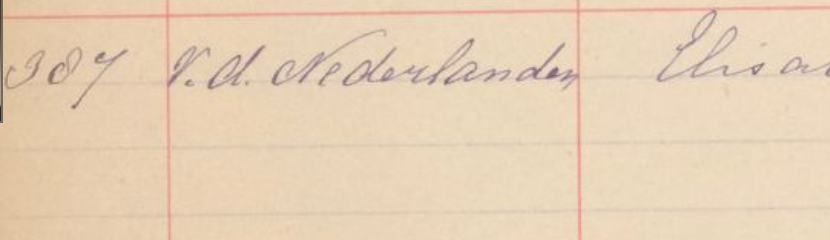 387 V.d. Nederlanden Elisa